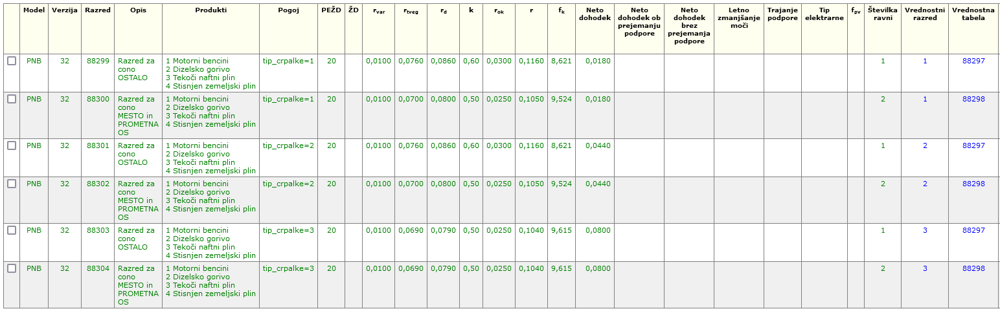 Model Verzija Razred Opis Produkti Pogoj PEŽD ŽD rvar rtveg rd k rok r fk Neto dohodek Neto dohodek ob prejemanju podpore Neto dohodek brez prejemanja podpore Letno zmanjšanje moči Trajanje podpore Tip elektrarne fpv Številka ravni Vrednostni razred Vrednostna tabela
PNB 32 88299 Razred za 1 Motorni bencini tip_crpalke=1 20 0,0100 0,0760 0,0860 0,60 0,0300 0,1160 8,621 0,0180 1 1 88297
cono 2 Dizelsko gorivo
OSTALO 3 Tekoči naftni plin
4 Stisnjen zemeljski plin
PNB 32 88300 Razred za 1 Motorni bencini tip_crpalke=1 20 0,0100 0,0700 0,0800 0,50 0,0250 0,1050 9,524 0,0180 2 1 88298
cono 2 Dizelsko gorivo
MESTO in 3 Tekoči naftni plin
PROMETNA 4 Stisnjen zemeljski plin
OS
PNB 32 88301 Razred za 1 Motorni bencini tip_crpalke=2 20 0,0100 0,0760 0,0860 0,60 0,0300 0,1160 8,621 0,0440 1 2 88297
cono 2 Dizelsko gorivo
OSTALO 3 Tekoči naftni plin
4 Stisnjen zemeljski plin
PNB 32 88302 Razred za 1 Motorni bencini tip_crpalke=2 20 0,0100 0,0700 0,0800 0,50 0,0250 0,1050 9,524 0,0440 2 2 88298
cono 2 Dizelsko gorivo
MESTO in 3 Tekoči naftni plin
PROMETNA 4 Stisnjen zemeljski plin
OS
PNB 32 88303 Razred za 1 Motorni bencini tip_crpalke=3 20 0,0100 0,0690 0,0790 0,50 0,0250 0,1040 9,615 0,0800 1 3 88297
cono 2 Dizelsko gorivo
OSTALO 3 Tekoči naftni plin
4 Stisnjen zemeljski plin
PNB 32 88304 Razred za 1 Motorni bencini tip_crpalke=3 20 0,0100 0,0690 0,0790 0,50 0,0250 0,1040 9,615 0,0800 2 3 88298
cono 2 Dizelsko gorivo
MESTO in 3 Tekoči naftni plin
PROMETNA 4 Stisnjen zemeljski plin
OS